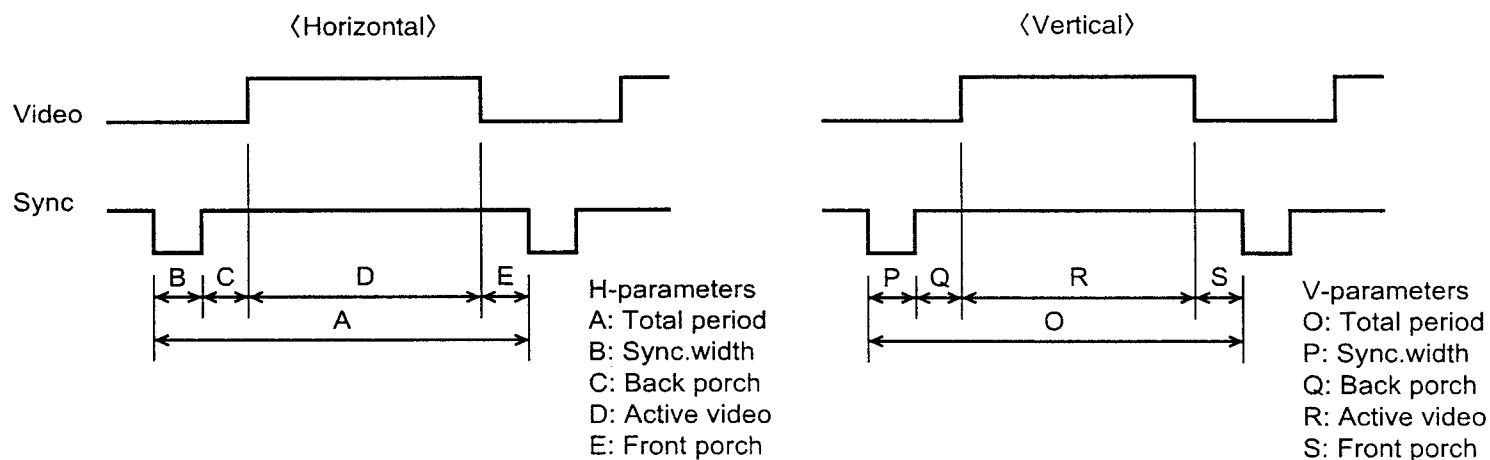 〈Horizontal〉
Video
Sync
B C D E
A
H-parameters
A: Total period
B: Sync.width
C: Back porch
D: Active video
E: Front porch
〈Vertical〉
P Q R S
O
V-parameters
O: Total period
P: Sync.width
Q: Back porch
R: Active video
S: Front porch